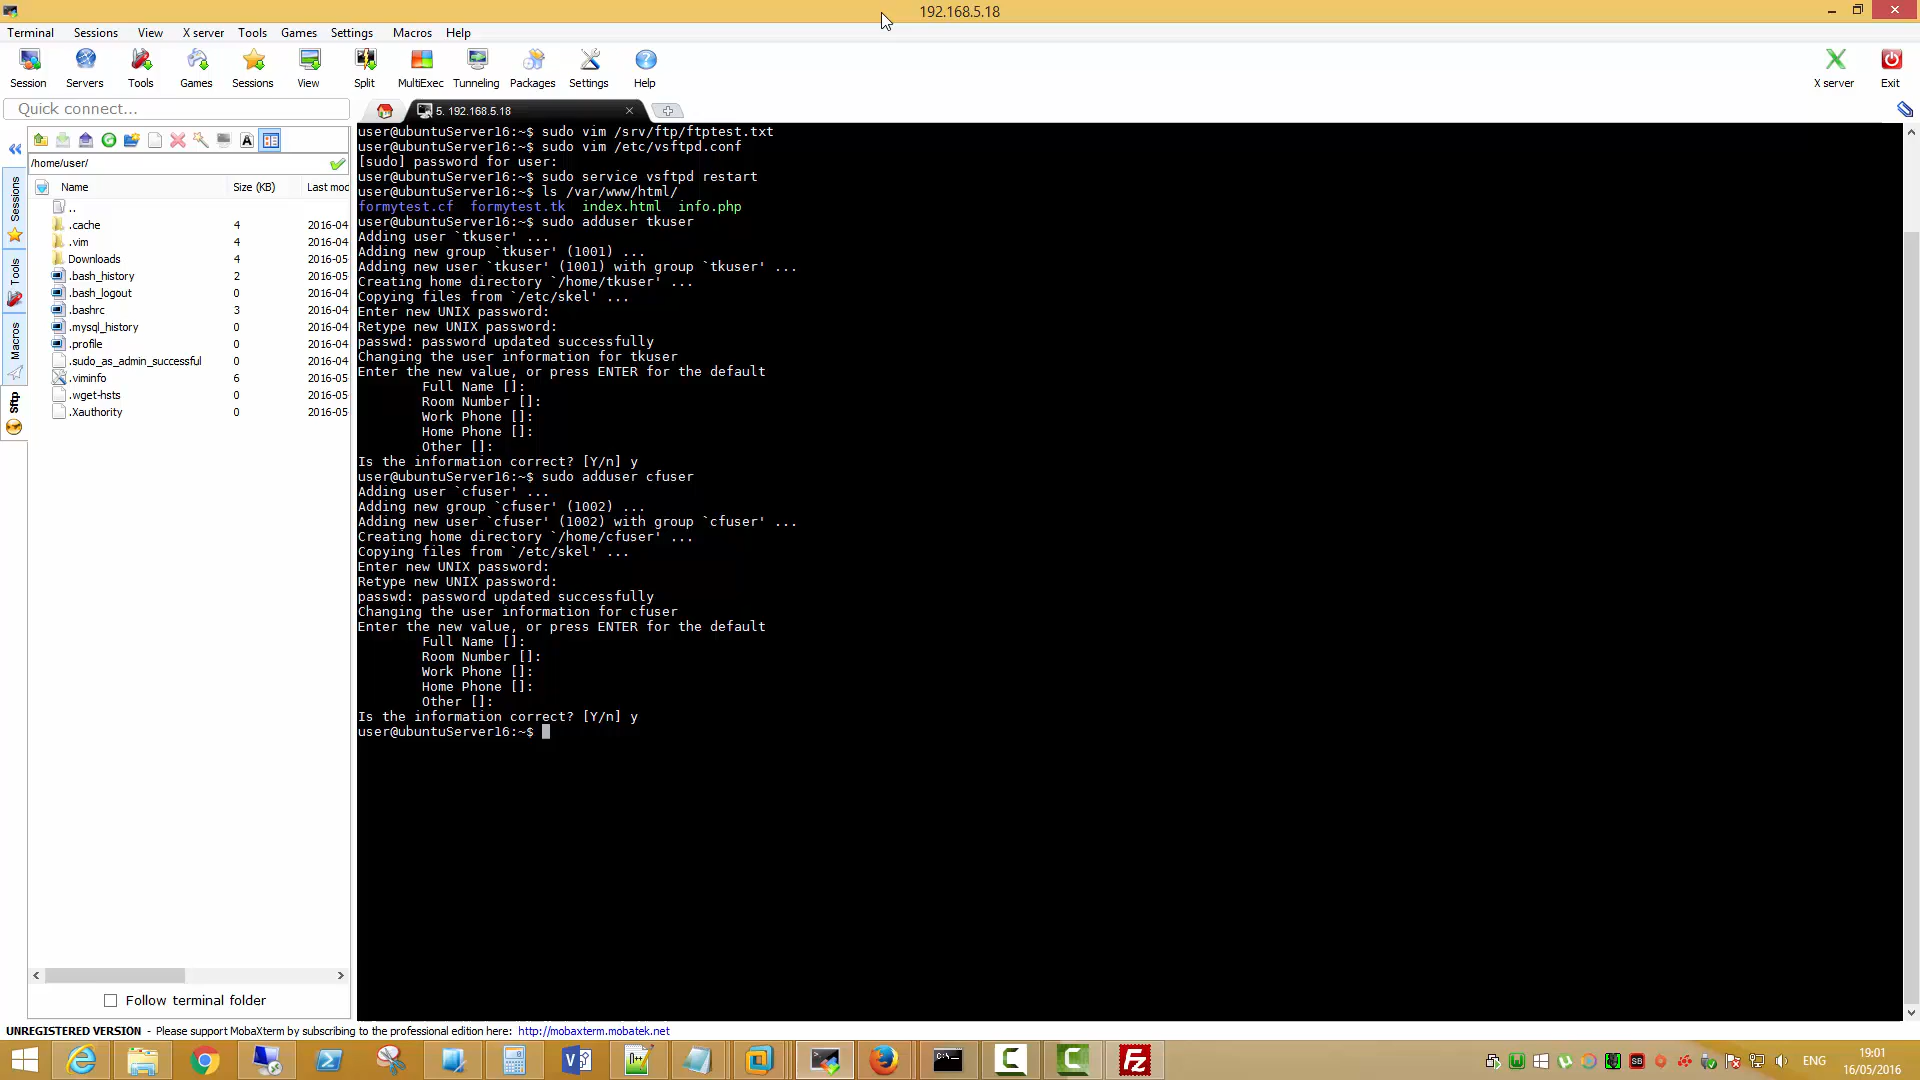 192.168.5.18
Terminal Sessions View X server Tools Games Settings Macros Help
Session Servers Tools Games Sessions View Split MultiExec Tunneling Packages Settings Help X server Exit
Quick connect...
5. 192.168.5.18
/home/user/
Name Size (KB) Last mod
..
.cache 4 2016-04
.vim 4 2016-04
Downloads 4 2016-05
.bash_history 2 2016-05
.bash_logout 0 2016-04
.bashrc 3 2016-04
.mysql_history 0 2016-04
.profile 0 2016-04
.sudo_as_admin_successful 0 2016-04
.viminfo 6 2016-05
.wget-hsts 0 2016-05
.Xauthority 0 2016-05
Sessions
Tools
Macros
Sftp
Follow terminal folder
user@ubuntuServer16:~$ sudo vim /srv/ftp/ftptest.txt
user@ubuntuServer16:~$ sudo vim /etc/vsftpd.conf
[sudo] password for user:
user@ubuntuServer16:~$ sudo service vsftpd restart
user@ubuntuServer16:~$ ls /var/www/html/
formytest.cf formytest.tk index.html info.php
user@ubuntuServer16:~$ sudo adduser tkuser
Adding user `tkuser' ...
Adding new group `tkuser' (1001) ...
Adding new user `tkuser' (1001) with group `tkuser' ...
Creating home directory `/home/tkuser' ...
Copying files from `/etc/skel' ...
Enter new UNIX password:
Retype new UNIX password:
passwd: password updated successfully
Changing the user information for tkuser
Enter the new value, or press ENTER for the default
Full Name []:
Room Number []:
Work Phone []:
Home Phone []:
Other []:
Is the information correct? [Y/n] y
user@ubuntuServer16:~$ sudo adduser cfuser
Adding user `cfuser' ...
Adding new group `cfuser' (1002) ...
Adding new user `cfuser' (1002) with group `cfuser' ...
Creating home directory `/home/cfuser' ...
Copying files from `/etc/skel' ...
Enter new UNIX password:
Retype new UNIX password:
passwd: password updated successfully
Changing the user information for cfuser
Enter the new value, or press ENTER for the default
Full Name []:
Room Number []:
Work Phone []:
Home Phone []:
Other []:
Is the information correct? [Y/n] y
user@ubuntuServer16:~$
UNREGISTERED VERSION - Please support MobaXterm by subscribing to the professional edition here: http://mobaxterm.mobatek.net
ENG
19:01
16/05/2016